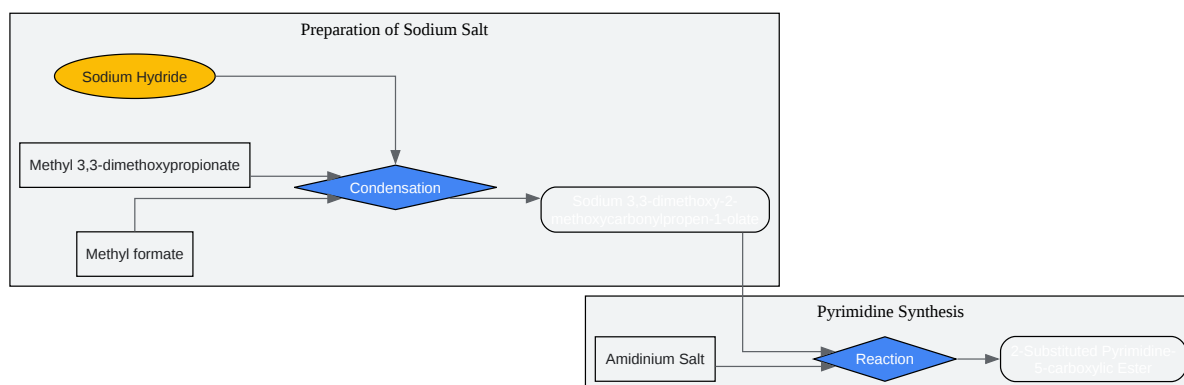 Preparation of Sodium Salt
Sodium Hydride
Methyl 3,3-dimethoxypropionate
Condensation
Sodium 3,3-dimethoxy-2-
methoxycarbonylpropen-1-olate
Methyl formate
Pyrimidine Synthesis
Amidinium Salt
Reaction
2-Substituted Pyrimidine-
5-carboxylic Ester